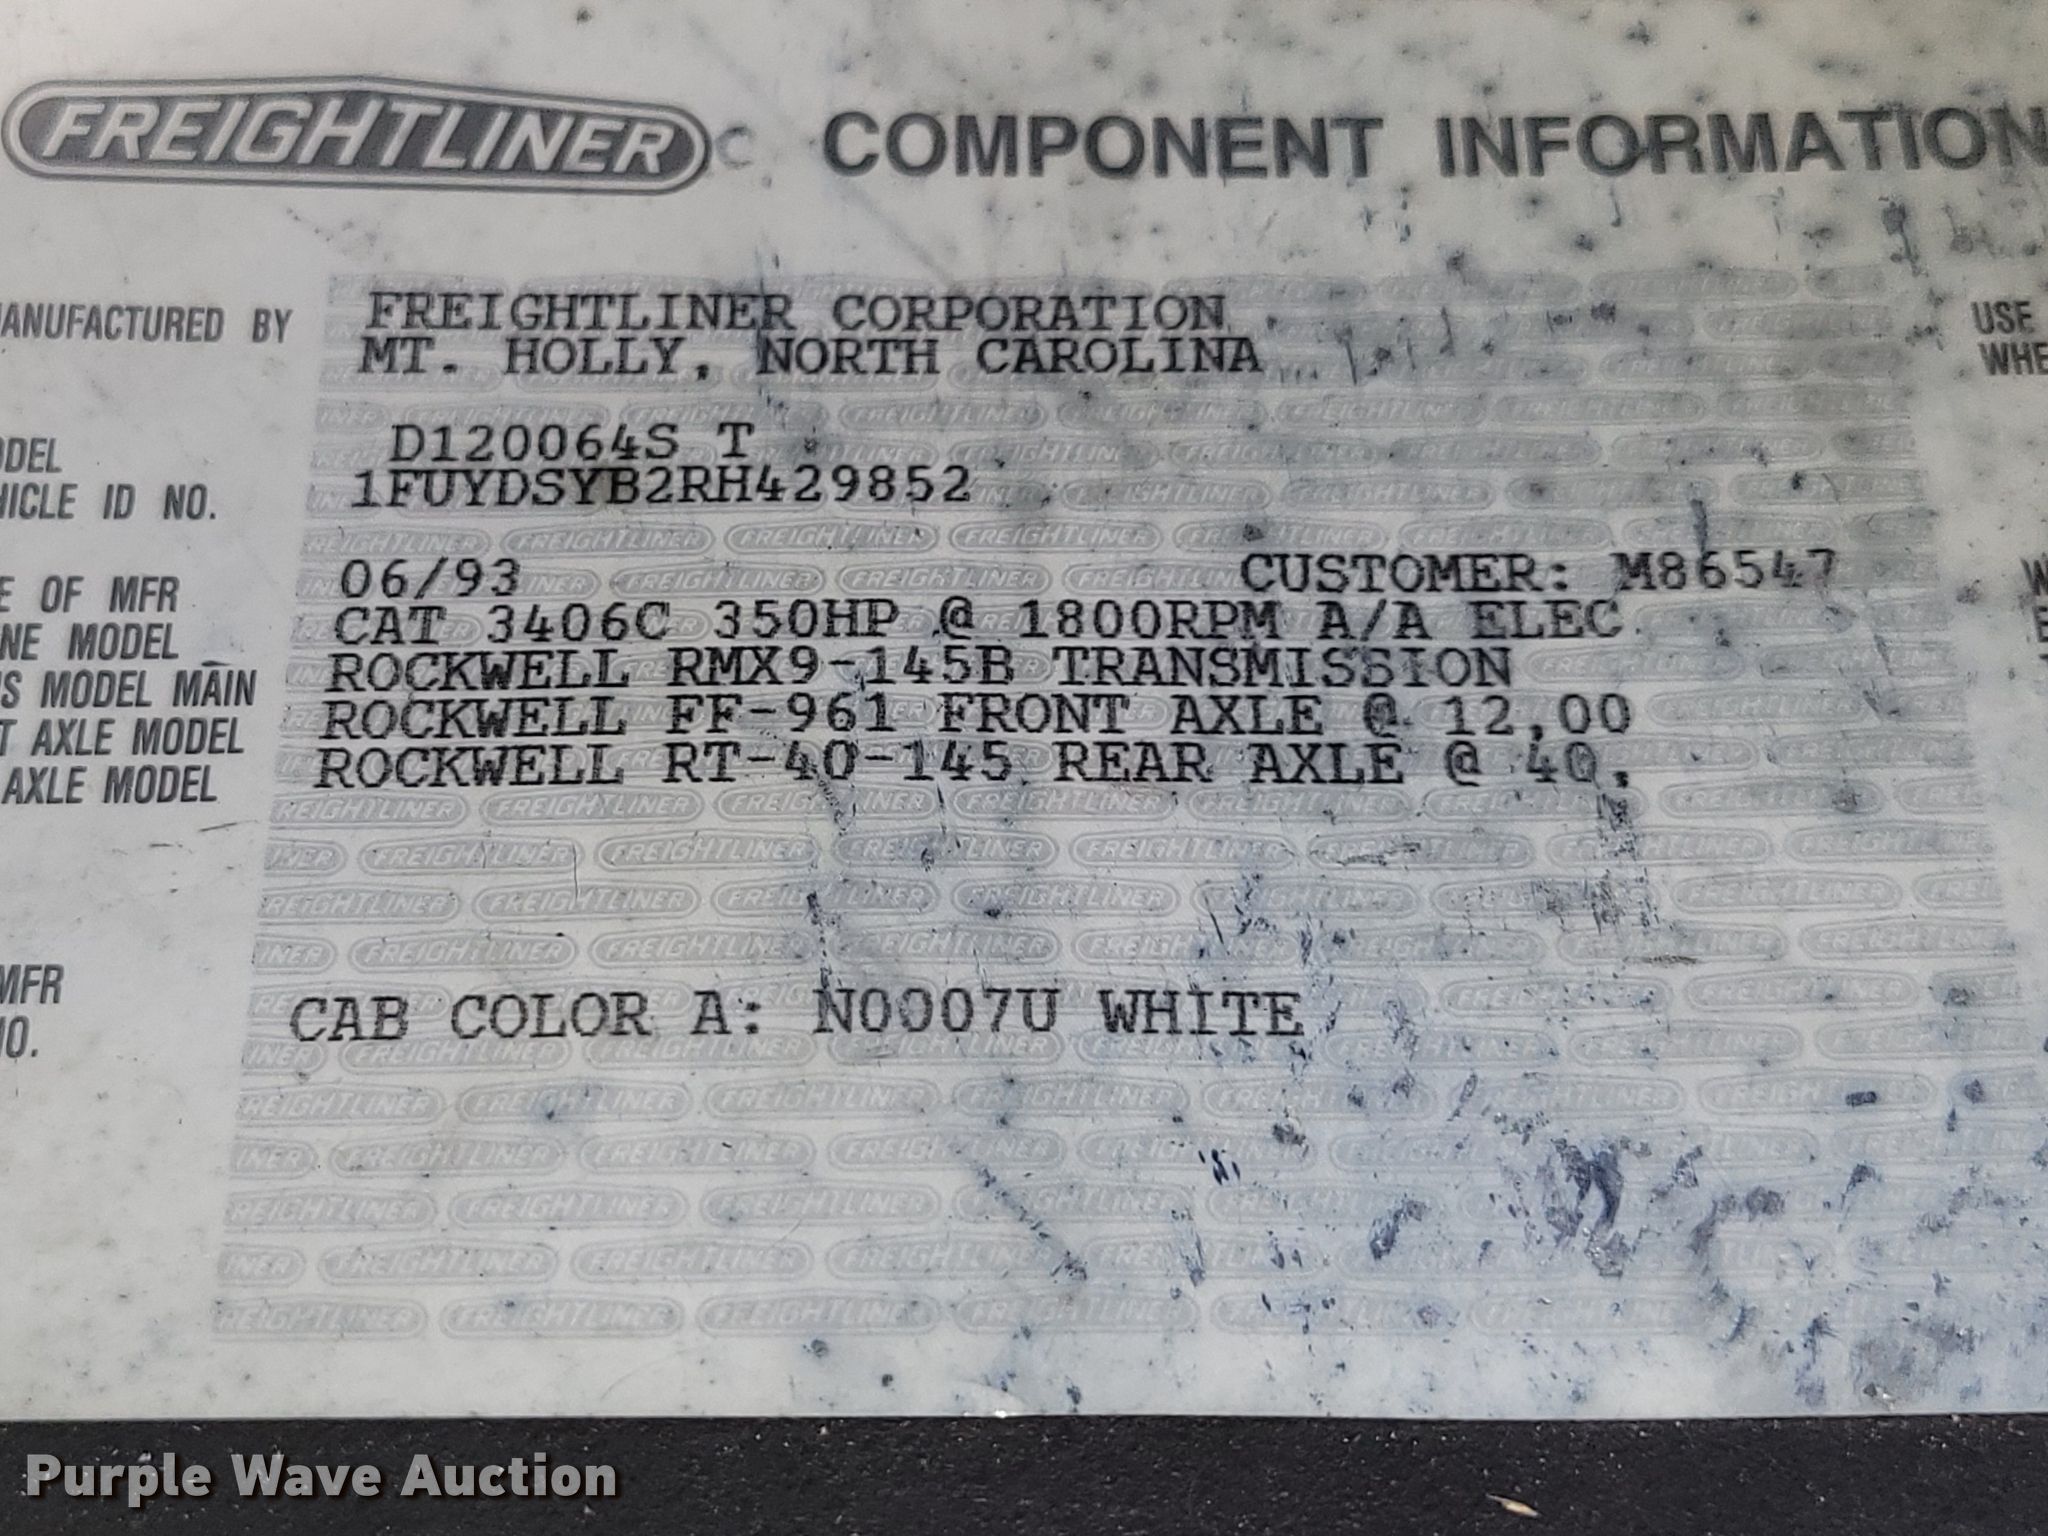 FREIGHTLINER COMPONENT INFORMATION
MANUFACTURED BY FREIGHTLINER CORPORATION
MT. HOLLY, NORTH CAROLINA
USE
WHE
ODEL D120064S T
HICLE ID NO. 1FUYDSYB2RH429852
E OF MFR 06/93 CUSTOMER: M86547
NE MODEL CAT 3406C 350HP @ 1800RPM A/A ELEC
S MODEL MAIN ROCKWELL RMX9-145B TRANSMISSION
T AXLE MODEL ROCKWELL FF-961 FRONT AXLE @ 12,00
AXLE MODEL ROCKWELL RT-40-145 REAR AXLE @ 40,
MFR
NO. CAB COLOR A: N0007U WHITE
Purple Wave Auction